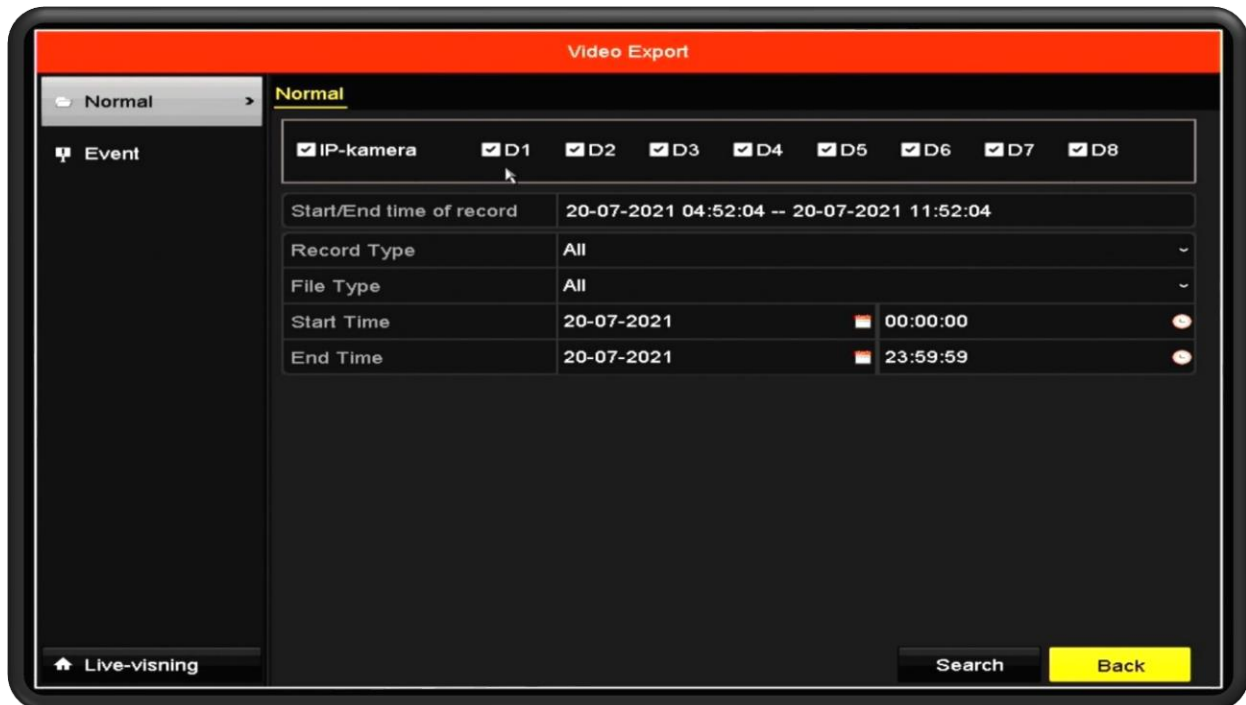 Video Export
Normal
Event
Live-visning
Normal
IP-kamera D1 D2 D3 D4 D5 D6 D7 D8
Start/End time of record 20-07-2021 04:52:04 -- 20-07-2021 11:52:04
Record Type All
File Type All
Start Time 20-07-2021 00:00:00
End Time 20-07-2021 23:59:59
Search Back